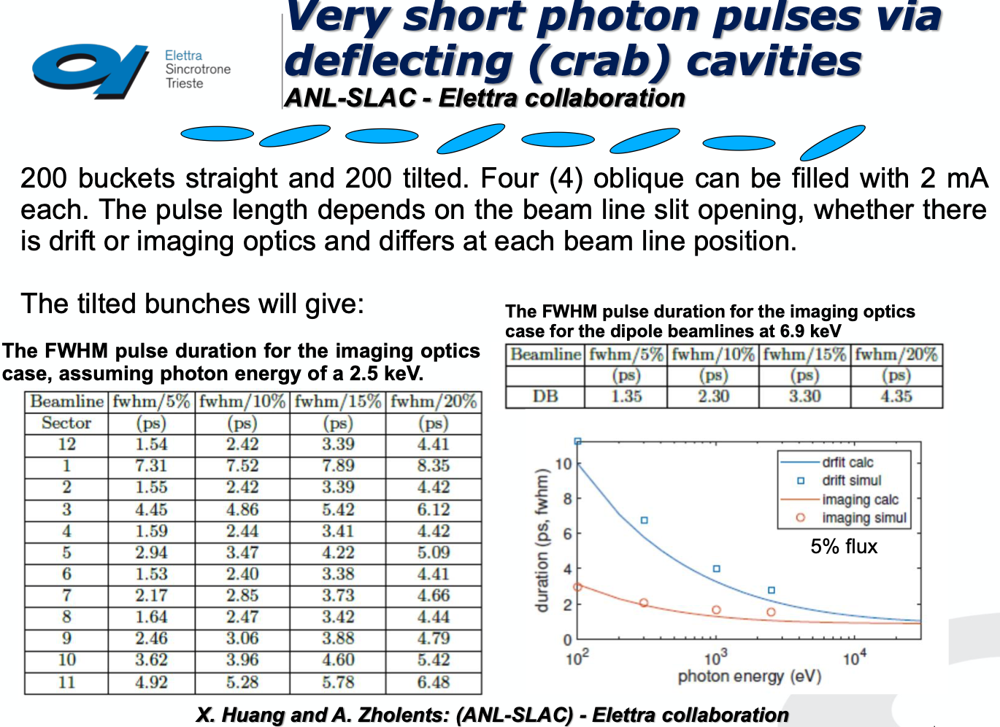 Very short photon pulses via
deflecting (crab) cavities
Elettra
Sincrotrone
Trieste
ANL-SLAC - Elettra collaboration
200 buckets straight and 200 tilted. Four (4) oblique can be filled with 2 mA
each. The pulse length depends on the beam line slit opening, whether there
is drift or imaging optics and differs at each beam line position.
The tilted bunches will give:
The FWHM pulse duration for the imaging optics
case, assuming photon energy of a 2.5 keV.
Beamline fwhm/5% fwhm/10% fwhm/15% fwhm/20%
Sector (ps) (ps) (ps) (ps)
12 1.54 2.42 3.39 4.41
1 7.31 7.52 7.89 8.35
2 1.55 2.42 3.39 4.42
3 4.45 4.86 5.42 6.12
4 1.59 2.44 3.41 4.42
5 2.94 3.47 4.22 5.09
6 1.53 2.40 3.38 4.41
7 2.17 2.85 3.73 4.66
8 1.64 2.47 3.42 4.44
9 2.46 3.06 3.88 4.79
10 3.62 3.96 4.60 5.42
11 4.92 5.28 5.78 6.48
The FWHM pulse duration for the imaging optics
case for the dipole beamlines at 6.9 keV
Beamline fwhm/5% fwhm/10% fwhm/15% fwhm/20%
(ps) (ps) (ps) (ps)
DB 1.35 2.30 3.30 4.35
duration (ps, fwhm)
10
8
6
4
2
0
drfit calc
drift simul
imaging calc
imaging simul
5% flux
10² 10³ 10⁴
photon energy (eV)
X. Huang and A. Zholents: (ANL-SLAC) - Elettra collaboration